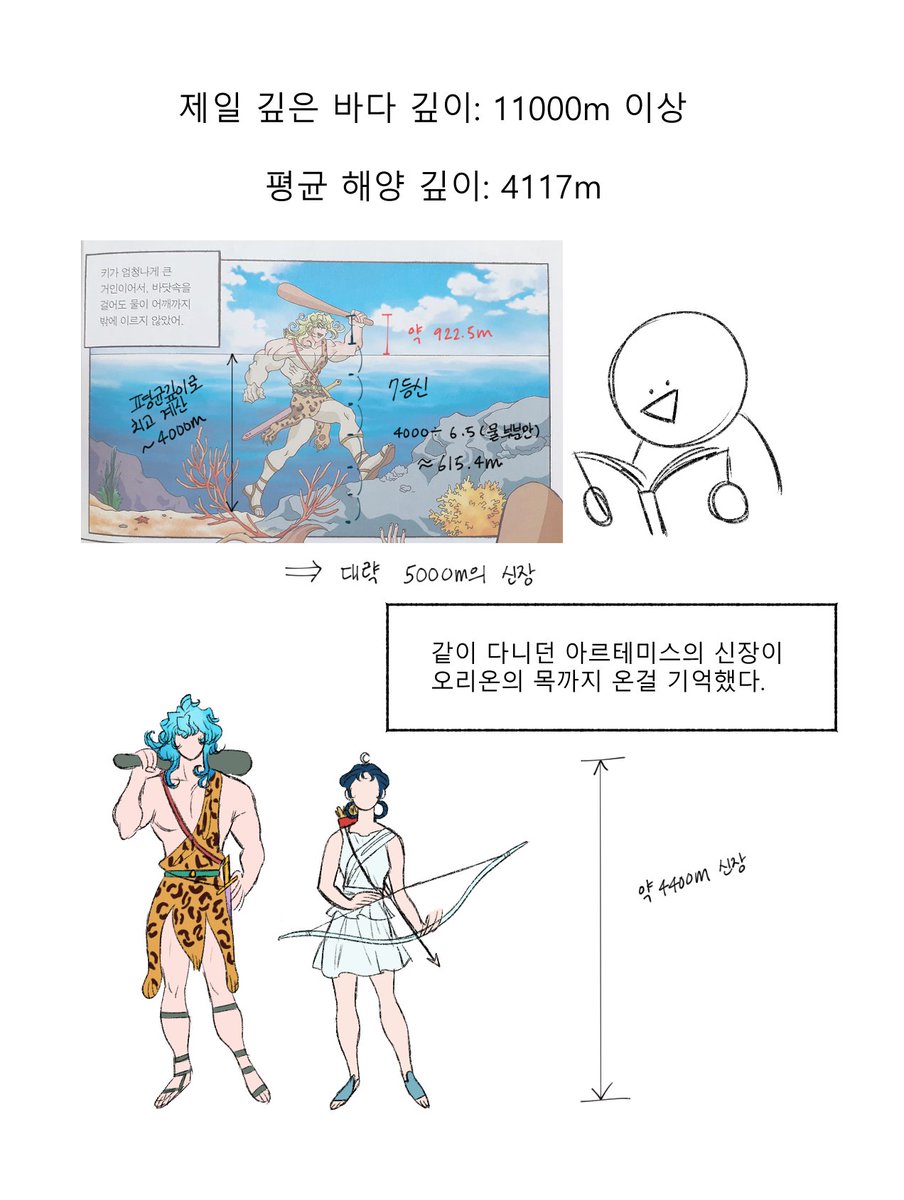 제일 깊은 바다 깊이: 11000m 이상
평균 해양 깊이: 4117m
키가 엄청나게 큰
거인이어서, 바닷속을
걸어도 물이 어깨까지
밖에 이르지 않았어.
약 922.5m
평균깊이로
치고 계산
~4000m
7등신
4000÷6.5(물부분만)
≈615.4m
⇒ 대략 5000m의 신장
같이 다니던 아르테미스의 신장이
오리온의 목까지 온걸 기억했다.
약 4400m 신장